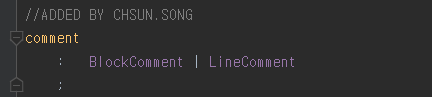 //ADDED BY CHSUN.SONG
comment
    :   BlockComment | LineComment
    ;